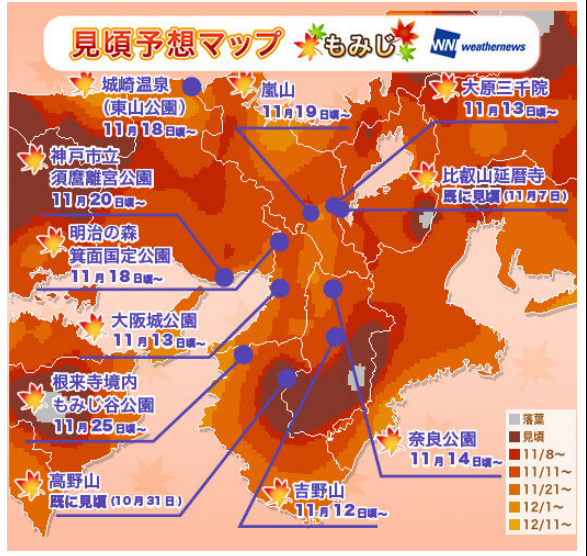 見頃予想マップ もみじ WN weathernews
城崎温泉
(東山公園)
11月18日頃~
嵐山
11月19日頃~
大原三千院
11月13日頃~
神戸市立
須磨離宮公園
11月20日頃~
比叡山延暦寺
既に見頃(11月7日)
明治の森
箕面国定公園
11月18日頃~
大阪城公園
11月13日頃~
根来寺境内
もみじ谷公園
11月25日頃~
高野山
既に見頃(10月31日)
吉野山
11月12日頃~
奈良公園
11月14日頃~
落葉
見頃
11/8~
11/11~
11/21~
12/1~
12/11~